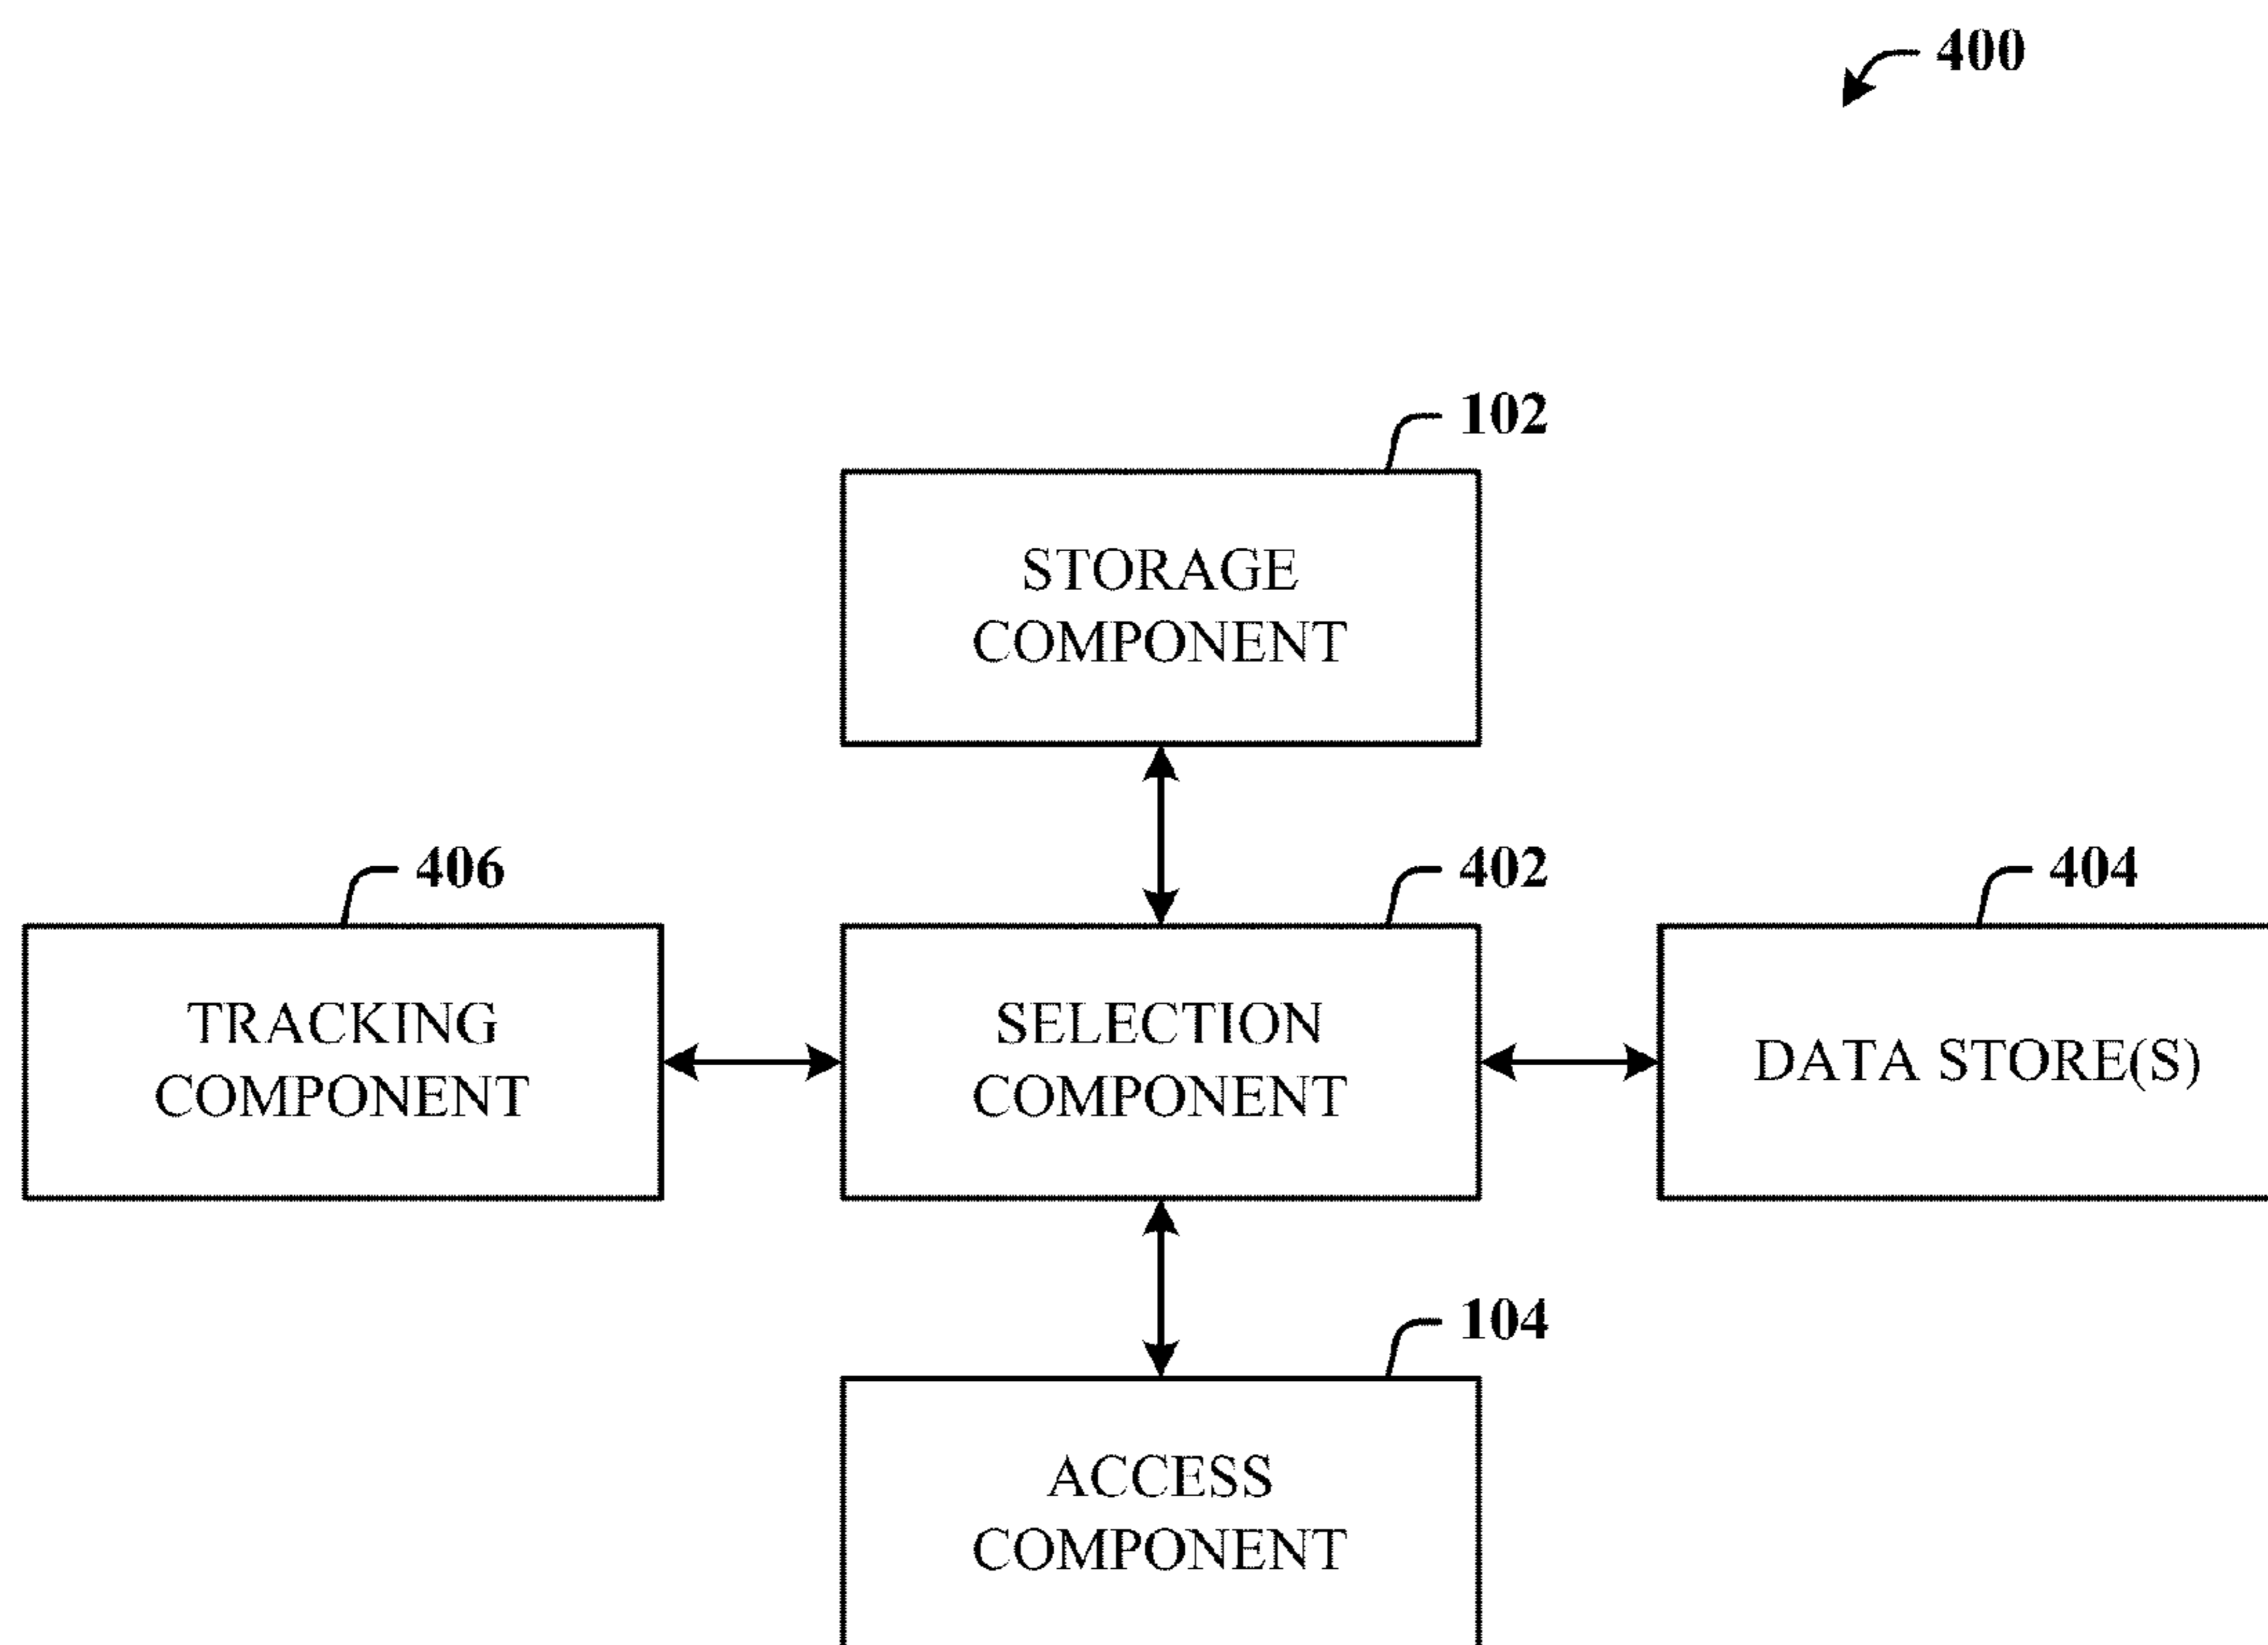 400
102
STORAGE
COMPONENT
406
402
404
TRACKING
COMPONENT
SELECTION
COMPONENT
DATA STORE(S)
104
ACCESS
COMPONENT